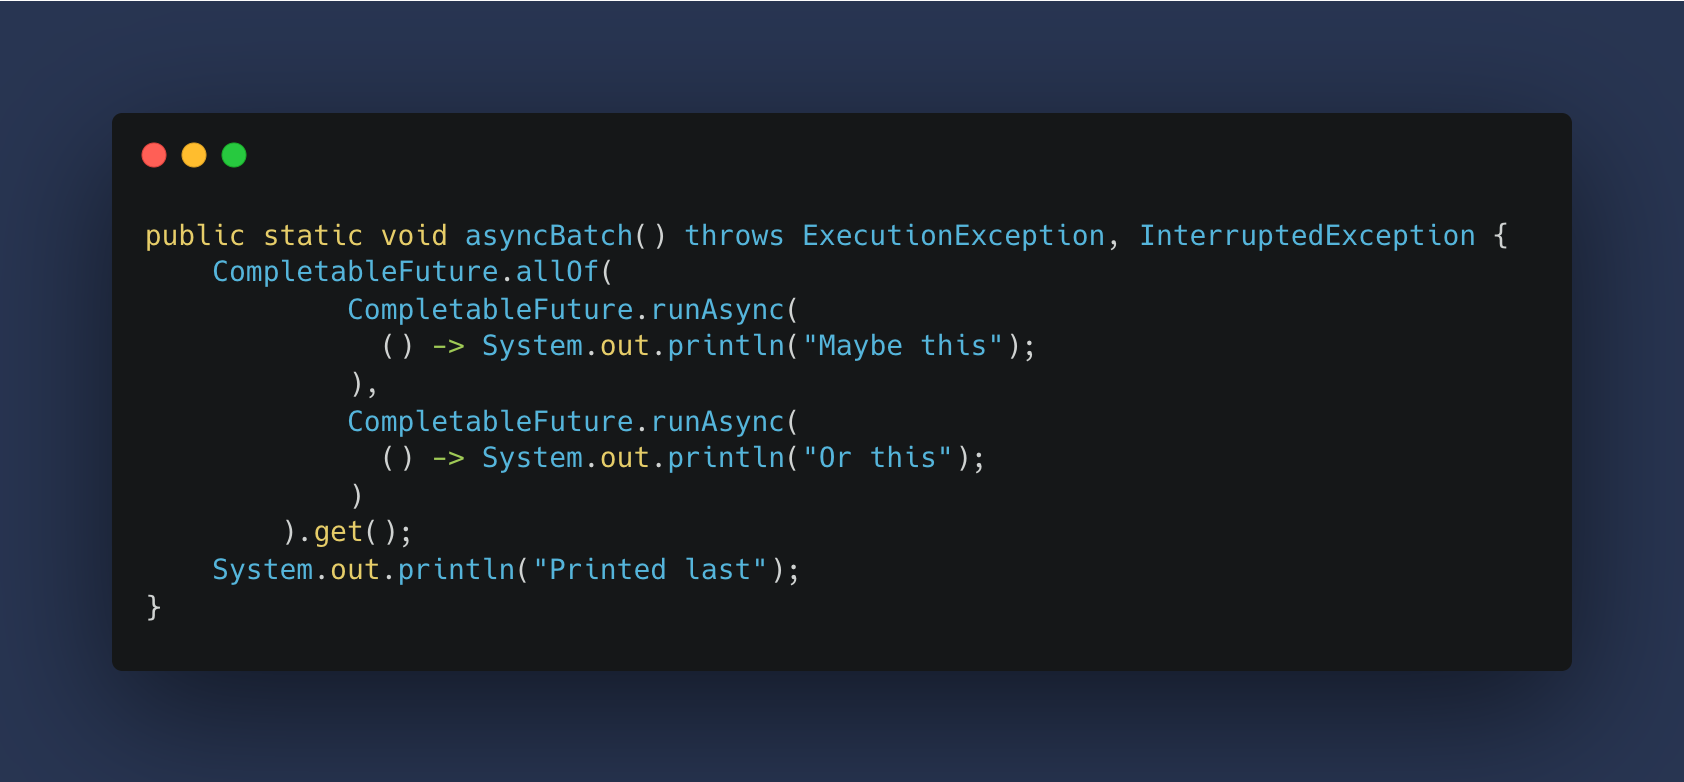 public static void asyncBatch() throws ExecutionException, InterruptedException {
    CompletableFuture.allOf(
            CompletableFuture.runAsync(
              () -> System.out.println("Maybe this");
            ),
            CompletableFuture.runAsync(
              () -> System.out.println("Or this");
            )
        ).get();
    System.out.println("Printed last");
}